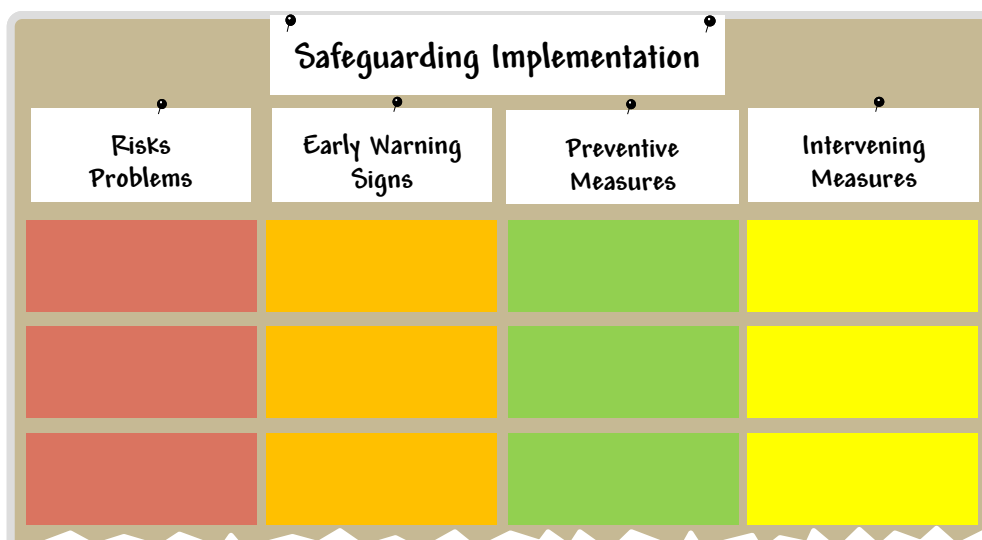 Safeguarding Implementation
Risks
Problems
Early Warning
Signs
Preventive
Measures
Intervening
Measures